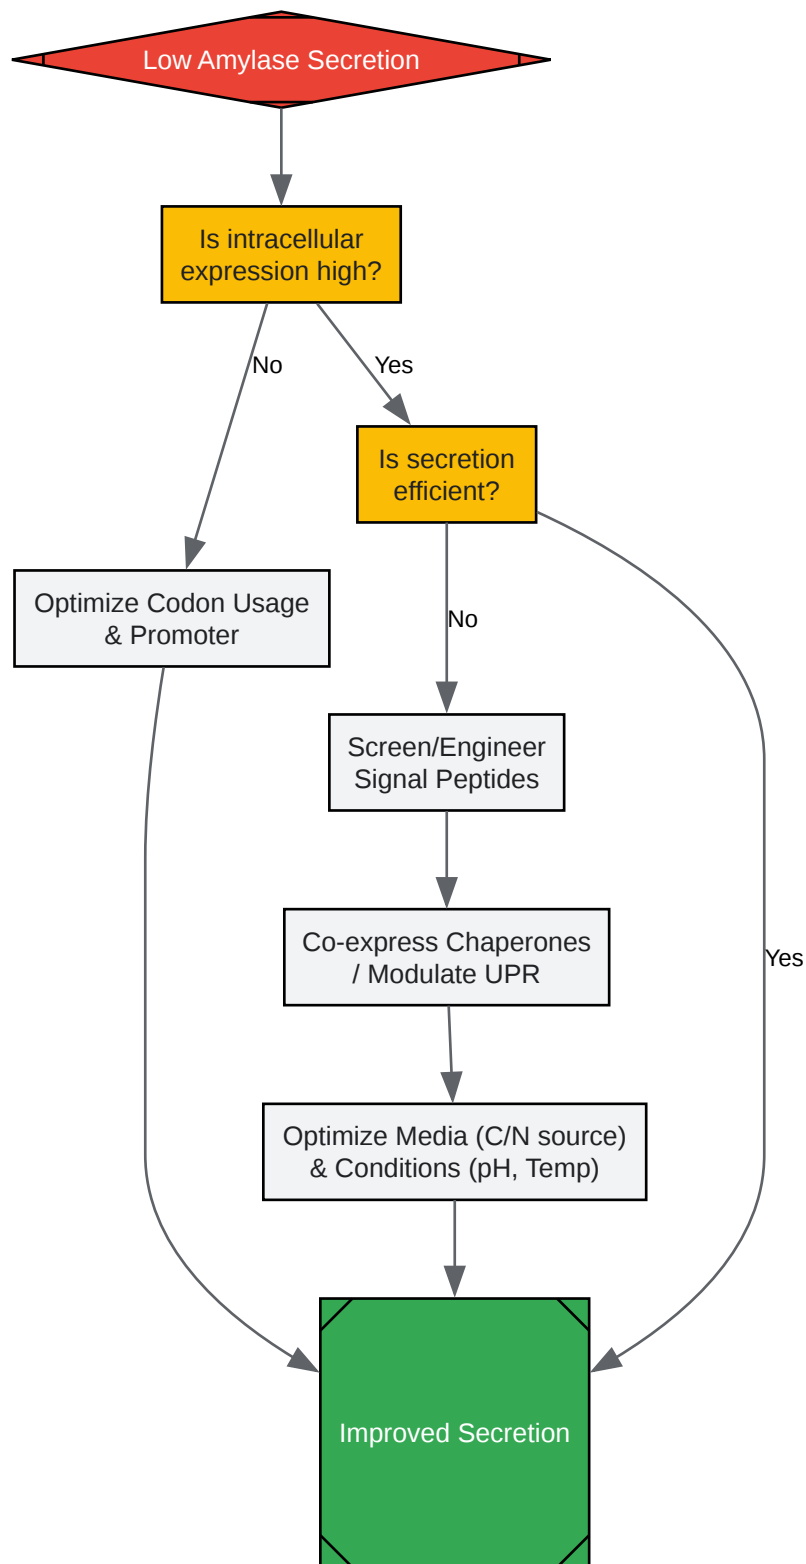 Low Amylase Secretion
Is intracellular
expression high?
No
Yes
Is secretion
efficient?
Optimize Codon Usage
& Promoter
No
Screen/Engineer
Signal Peptides
Co-express Chaperones
/ Modulate UPR
Yes
Optimize Media (C/N source)
& Conditions (pH, Temp)
Improved Secretion